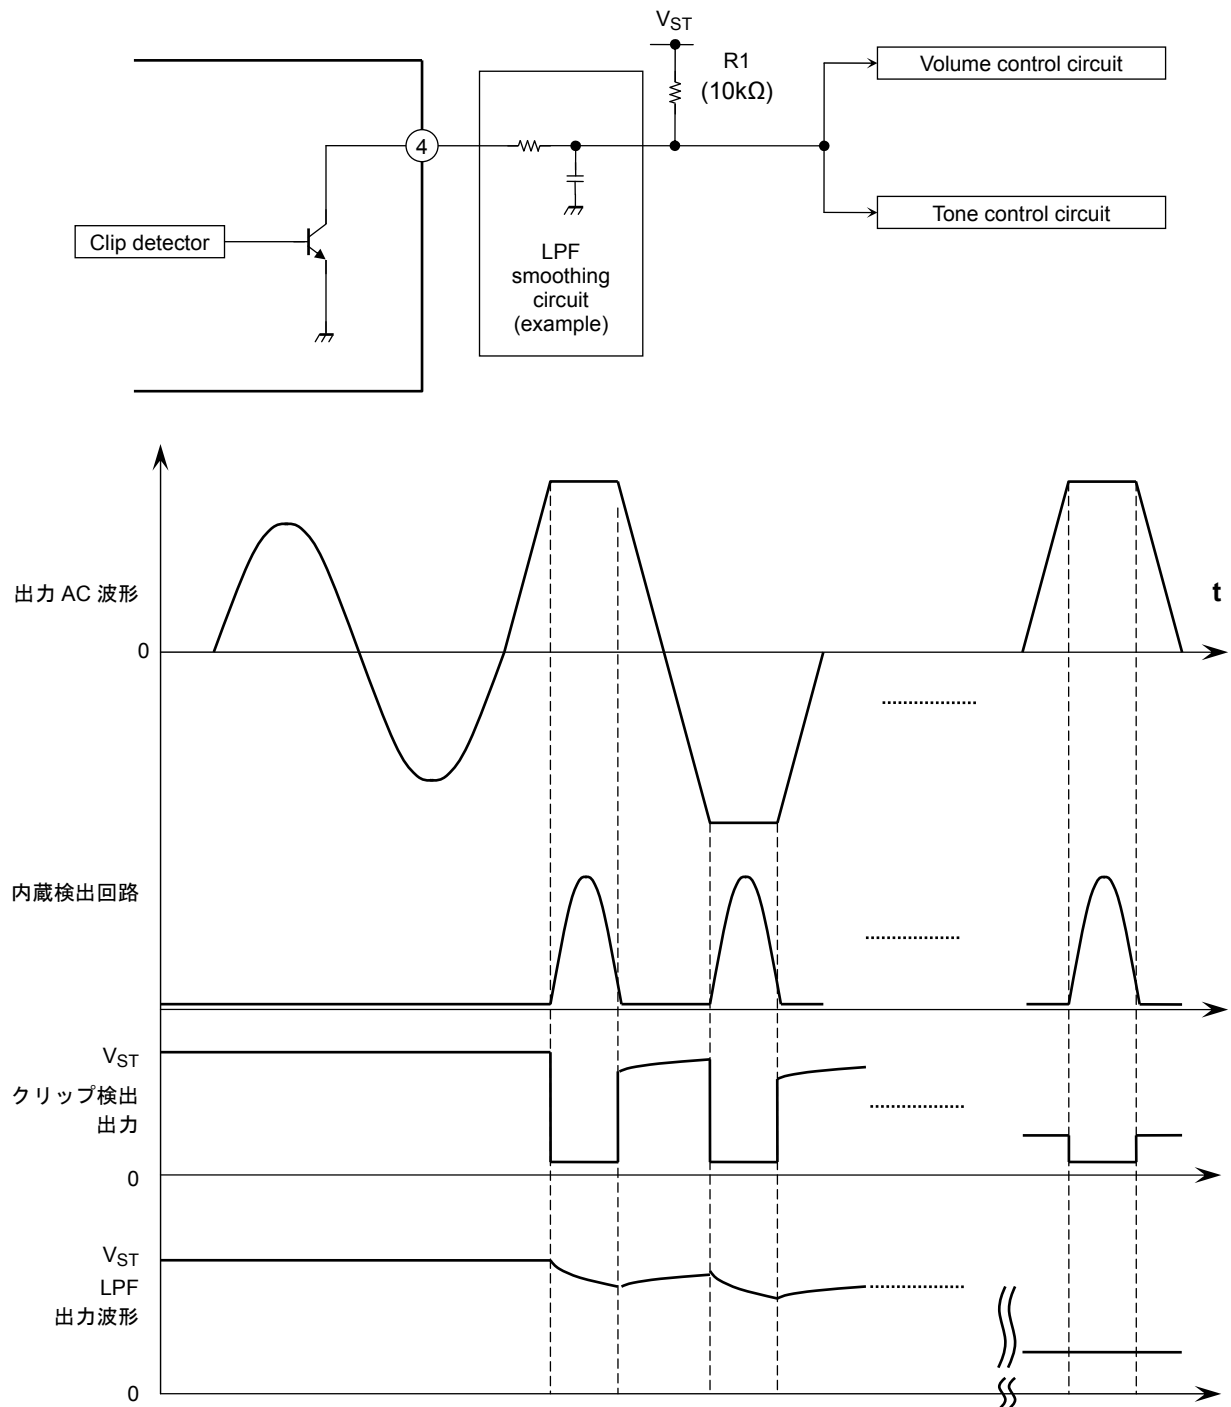 VST
R1
(10kΩ)
Volume control circuit
4
Tone control circuit
Clip detector
LPF
smoothing
circuit
(example)
出力 AC 波形
t
0
内蔵検出回路
VST
クリップ検出
出力
0
VST
LPF
出力波形
0